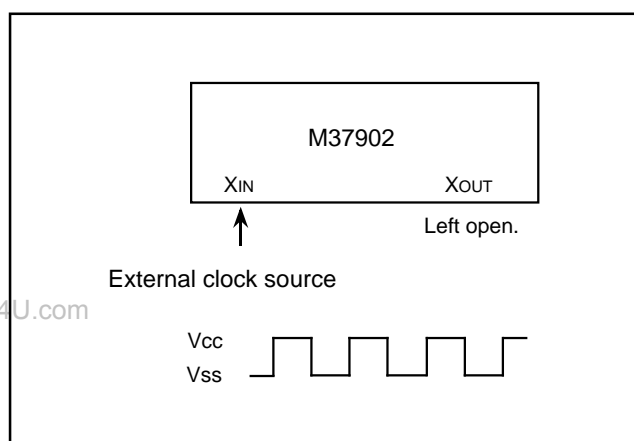 M37902
XIN XOUT
Left open.
External clock source
4U.com
Vcc
Vss